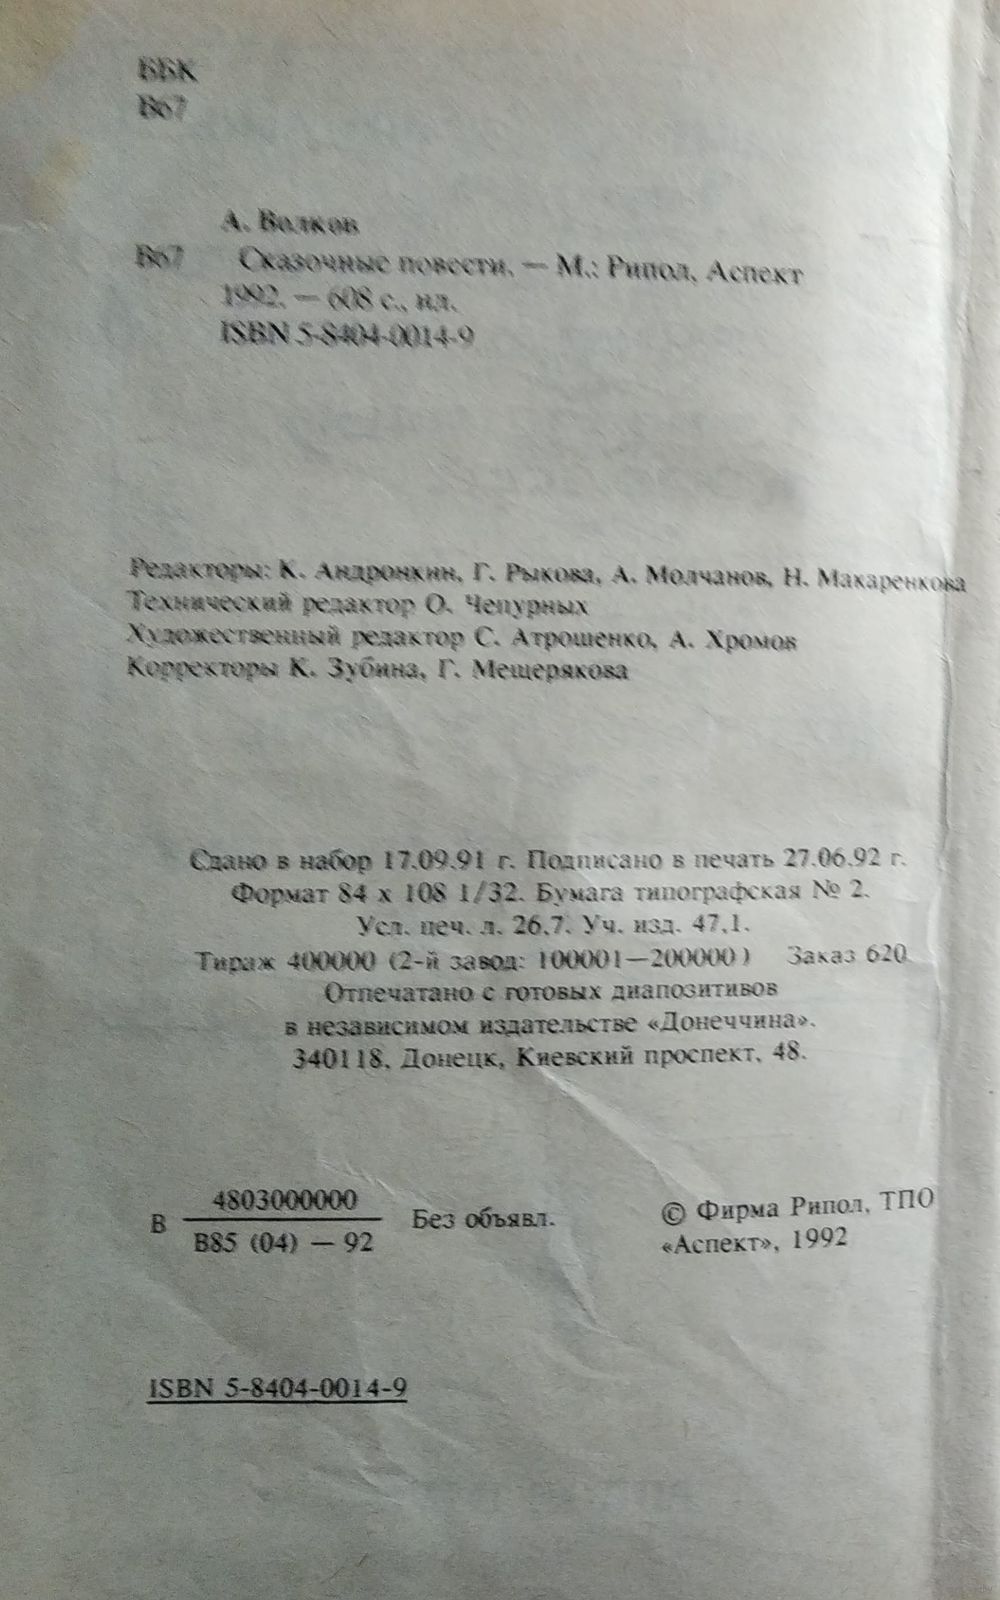 ББК
В67
А. Волков
В67 Сказочные повести. — М.: Рипол, Аспект
1992. — 608 с., ил.
ISBN 5-8404-0014-9
Редакторы: К. Андронкин, Г. Рыкова, А. Молчанов, Н. Макаренкова
Технический редактор О. Чепурных
Художественный редактор С. Атрошенко, А. Хромов
Корректоры К. Зубина, Г. Мещерякова
Сдано в набор 17.09.91 г. Подписано в печать 27.06.92 г.
Формат 84 х 108 1/32. Бумага типографская № 2.
Усл. печ. л. 26,7. Уч. изд. 47,1.
Тираж 400000 (2-й завод: 100001—200000) Заказ 620.
Отпечатано с готовых диапозитивов
в независимом издательстве «Донеччина».
340118, Донецк, Киевский проспект, 48.
В 4803000000
В85 (04) — 92
Без объявл.
© Фирма Рипол, ТПО
«Аспект», 1992
ISBN 5-8404-0014-9